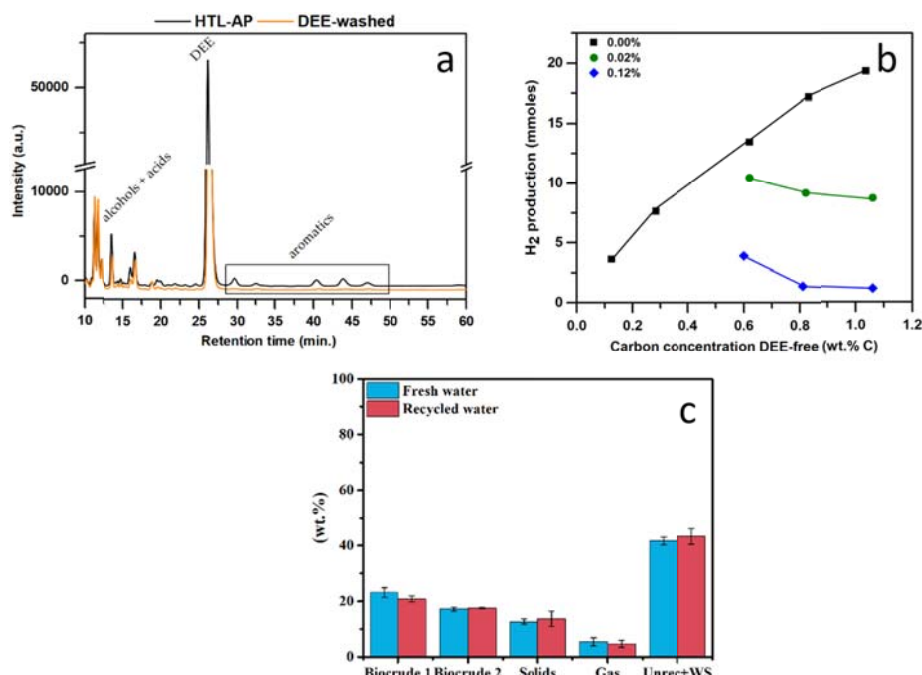 HTL-AP DEE-washed
a
DEE
alcohols + acids
aromatics
50000
10000
0
Intensity (a.u.)
10 15 20 25 30 35 40 45 50 55 60
Retention time (min.)
0.00%
0.02%
0.12%
b
20
15
10
5
0
H2 production (mmoles)
0.0 0.2 0.4 0.6 0.8 1.0 1.2
Carbon concentration DEE-free (wt.% C)
Fresh water
Recycled water
c
100
80
60
40
20
0
(wt.%)
Biocrude 1 Biocrude 2 Solids Gas Unrec+WS